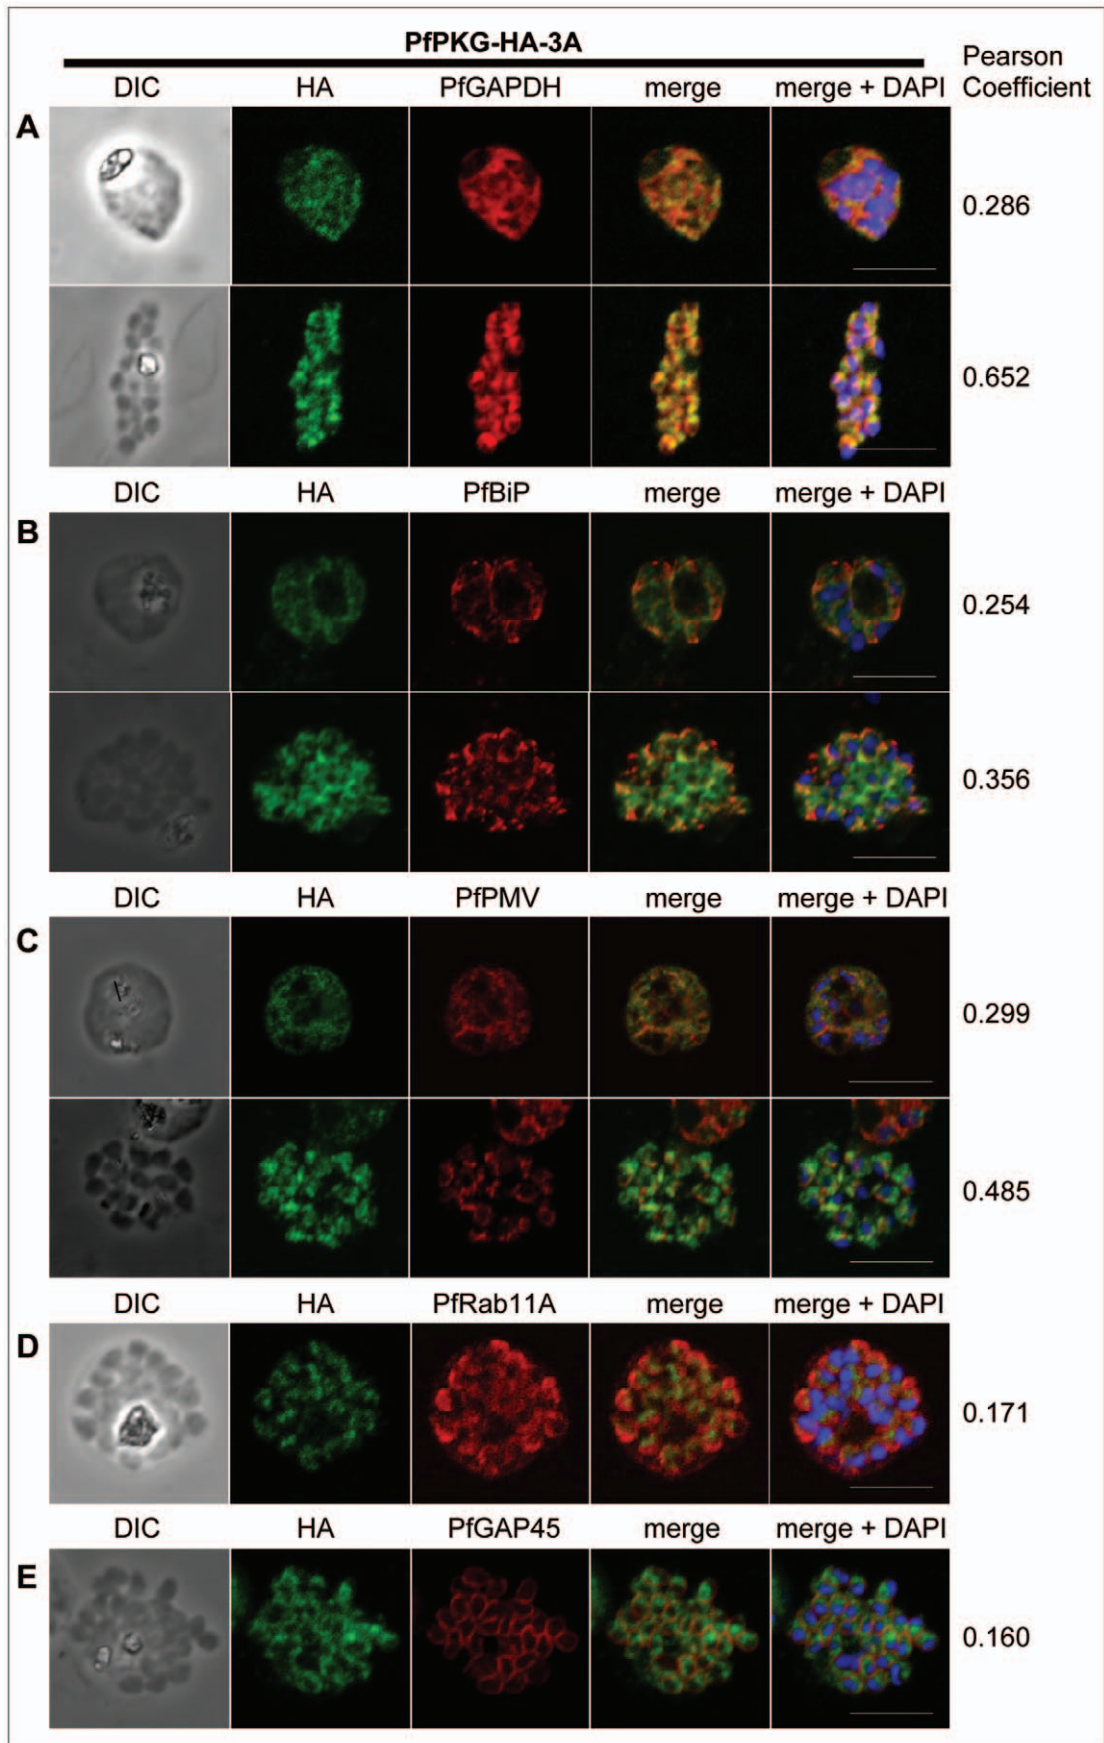 PfPKG-HA-3A
Pearson
Coefficient
DIC HA PfGAPDH merge merge + DAPI
A
0.286
0.652
DIC HA PfBiP merge merge + DAPI
B
0.254
0.356
DIC HA PfPMV merge merge + DAPI
C
0.299
0.485
DIC HA PfRab11A merge merge + DAPI
D
0.171
DIC HA PfGAP45 merge merge + DAPI
E
0.160